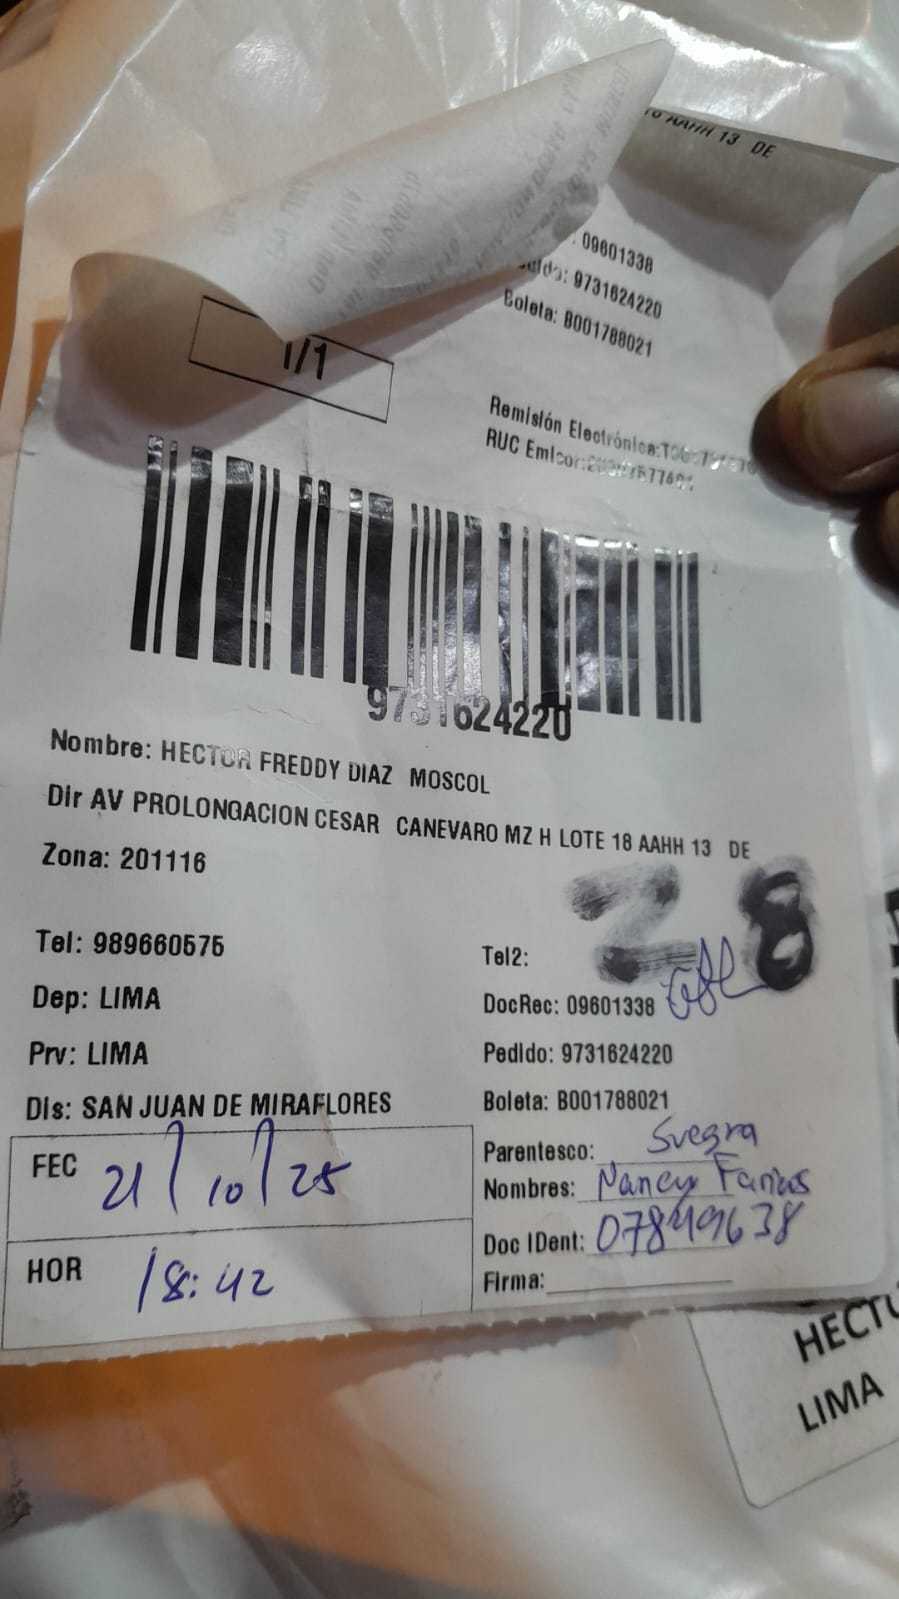 AAHH 13 DE
09601338
9731624220
Boleta: B001788021
1/1
Remisión Electrónica:
RUC Emisor:
9731624220
Nombre: HECTOR FREDDY DIAZ MOSCOL
Dir AV PROLONGACION CESAR CANEVARO MZ H LOTE 18 AAHH 13 DE
Zona: 201116
28
Tel: 989660575
Tel2:
Dep: LIMA
DocRec: 09601338
Prv: LIMA
Pedido: 9731624220
Dis: SAN JUAN DE MIRAFLORES
Boleta: B001788021
FEC 21/10/25
Parentesco: Suegra
Nombres: Nancy Farias
HOR 18:42
Doc IDent: 07849638
Firma:
LIMA